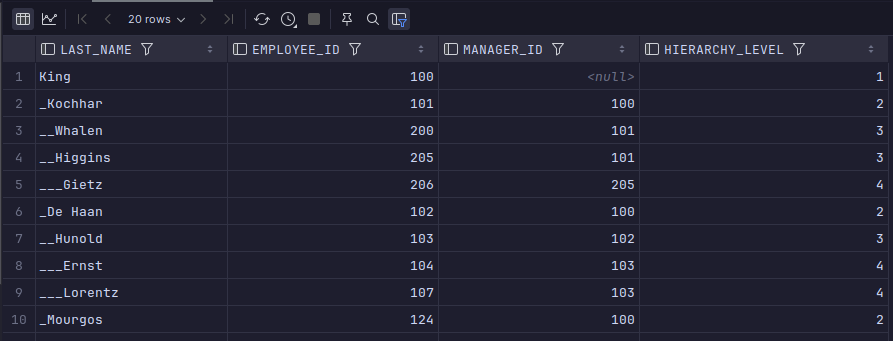 20 rows
LAST_NAME EMPLOYEE_ID MANAGER_ID HIERARCHY_LEVEL
1 King 100 <null> 1
2 _Kochhar 101 100 2
3 __Whalen 200 101 3
4 __Higgins 205 101 3
5 ___Gietz 206 205 4
6 _De Haan 102 100 2
7 __Hunold 103 102 3
8 ___Ernst 104 103 4
9 ___Lorentz 107 103 4
10 _Mourgos 124 100 2